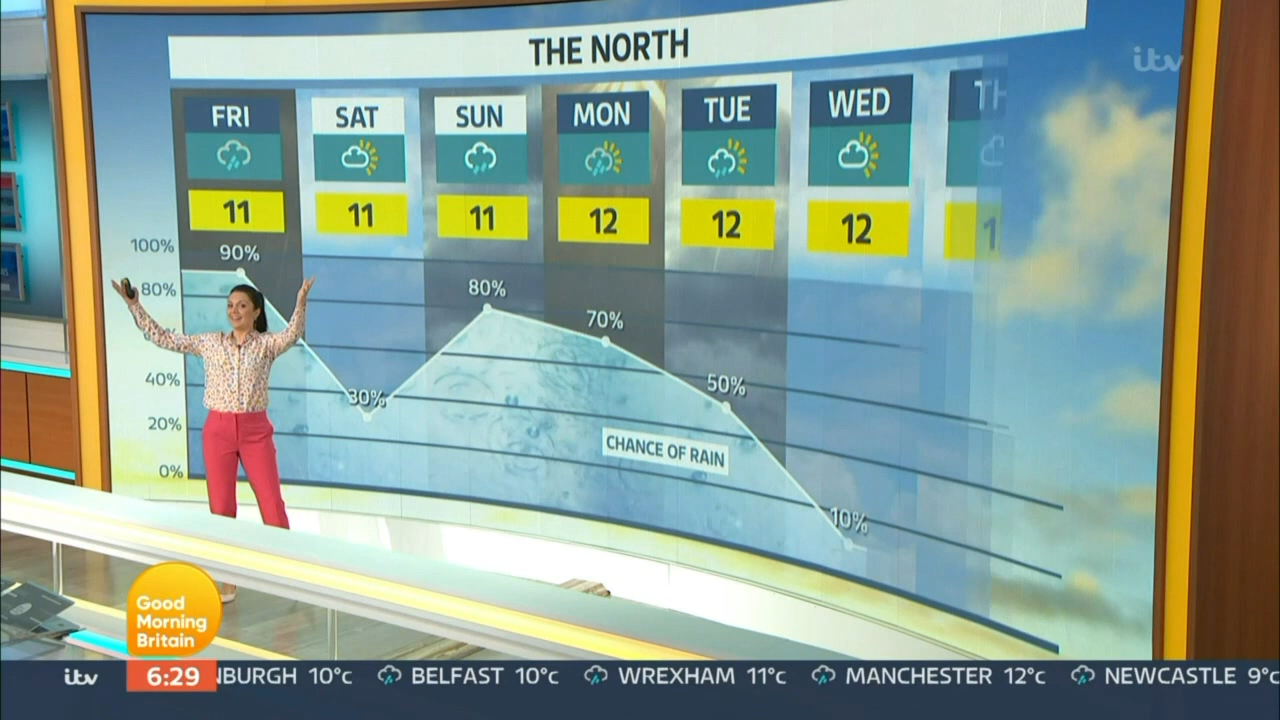 THE NORTH
itv
FRI SAT SUN MON TUE WED TH
11 11 11 12 12 12 1
100%
80%
40%
20%
0%
90%
30%
80%
70%
50%
10%
CHANCE OF RAIN
Good
Morning
Britain
itv 6:29 NBURGH 10°c BELFAST 10°c WREXHAM 11°c MANCHESTER 12°c NEWCASTLE 9°c